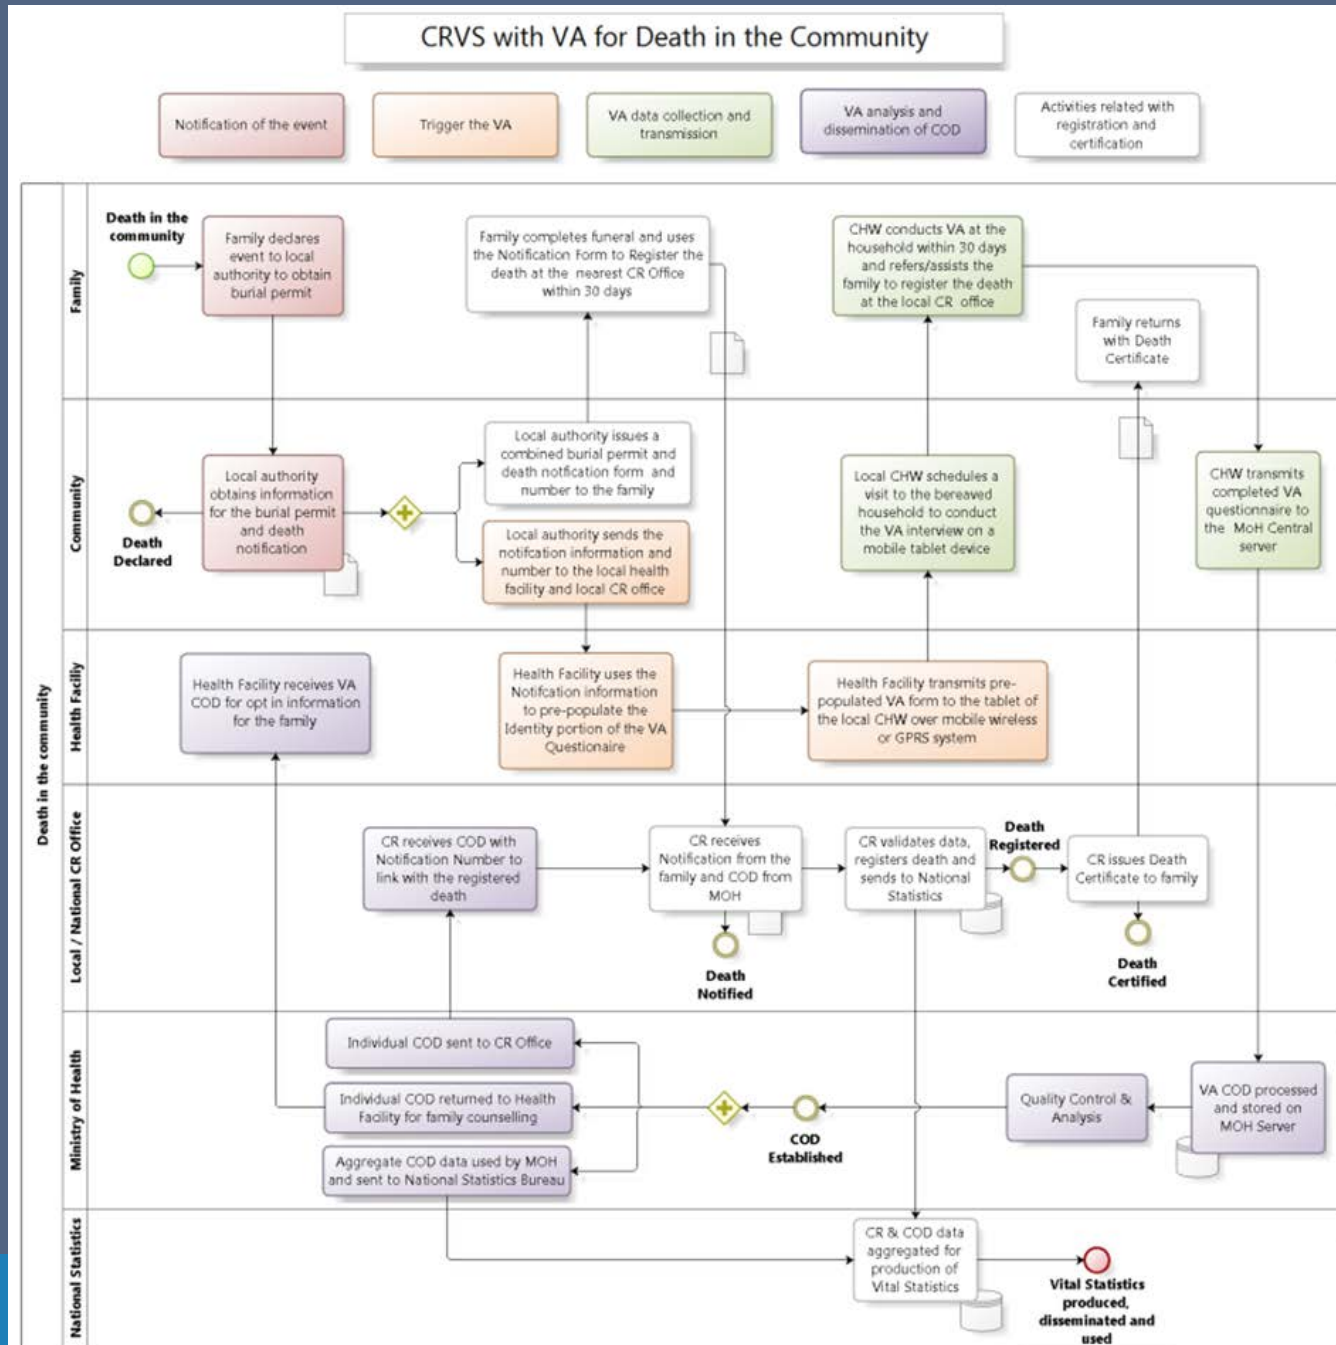 CRVS with VA for Death in the Community
Notification of the event
Trigger the VA
VA data collection and
transmission
VA analysis and
dissemination of COD
Activities related with
registration and
certification
Death in the community
Family
Death in the
community
Family declares
event to local
authority to obtain
burial permit
Family completes funeral and uses
the Notification Form to Register the
death at the nearest CR Office
within 30 days
CHW conducts VA at the
household within 30 days
and refers/assists the
family to register the death
at the local CR office
Family returns
with Death
Certificate
Community
Death
Declared
Local authority
obtains information
for the burial permit
and death
notification
Local authority issues a
combined burial permit and
death notfication form and
number to the family
Local authority sends the
notifcation information and
number to the local health
facility and local CR office
Local CHW schedules a
visit to the bereaved
household to conduct
the VA interview on a
mobile tablet device
CHW transmits
completed VA
questionnaire to
the MoH Central
server
Health Faciliy
Health Facility receives VA
COD for opt in information
for the family
Health Facility uses the
Notifcation information
to pre-populate the
Identity portion of the VA
Questionaire
Health Facility transmits pre-
populated VA form to the tablet of
the local CHW over mobile wireless
or GPRS system
Local / National CR Office
CR receives COD with
Notification Number to
link with the registered
death
CR receives
Notification from the
family and COD from
MOH
Death
Notified
CR validates data,
registers death and
sends to National
Statistics
Death
Registered
CR issues Death
Certificate to family
Death
Certified
Ministry of Health
Individual COD sent to CR Office
Individual COD returned to Health
Facility for family counselling
Aggregate COD data used by MOH
and sent to National Statistics Bureau
COD
Established
Quality Control &
Analysis
VA COD processed
and stored on
MOH Server
National Statistics
CR & COD data
aggregated for
production of
Vital Statistics
Vital Statistics
produced,
disseminated and
used